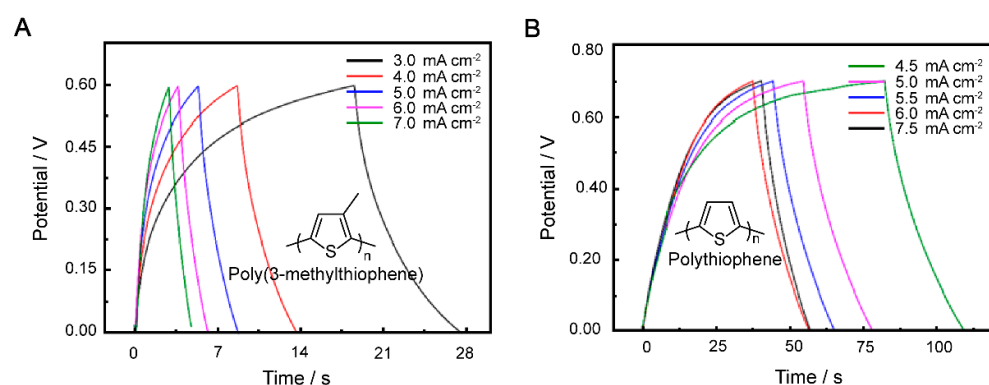 A
Potential / V
0.60
0.45
0.30
0.15
0.00
0
7
14
21
28
Time / s
3.0 mA cm-2
4.0 mA cm-2
5.0 mA cm-2
6.0 mA cm-2
7.0 mA cm-2
S
n
Poly(3-methylthiophene)
B
Potential / V
0.80
0.60
0.40
0.20
0.00
0
25
50
75
100
Time / s
4.5 mA cm-2
5.0 mA cm-2
5.5 mA cm-2
6.0 mA cm-2
7.5 mA cm-2
S
n
Polythiophene